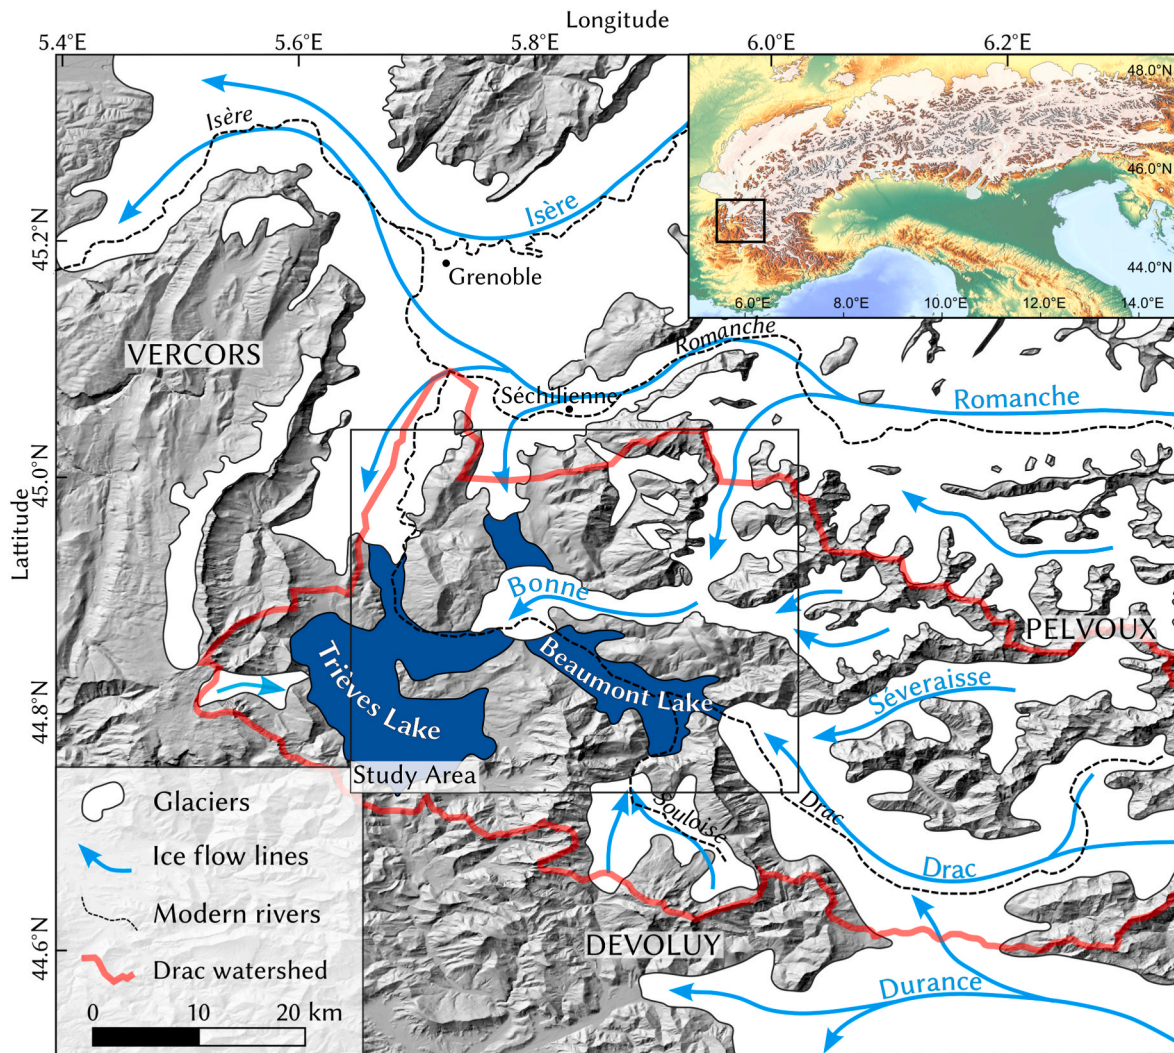 Longitude
5.4°E
5.6°E
5.8°E
6.0°E
6.2°E
Lattitude
45.2°N
45.0°N
44.8°N
44.6°N
48.0°N
46.0°N
44.0°N
6.0°E
8.0°E
10.0°E
12.0°E
14.0°E
Isère
Isère
Grenoble
VERCORS
Romanche
Séchilienne
Romanche
Bonne
PELVOUX
Beaumont Lake
Trièves Lake
Séveraisse
Study Area
Souloise
Drac
Drac
DEVOLUY
Durance
Glaciers
Ice flow lines
Modern rivers
Drac watershed
0 10 20 km